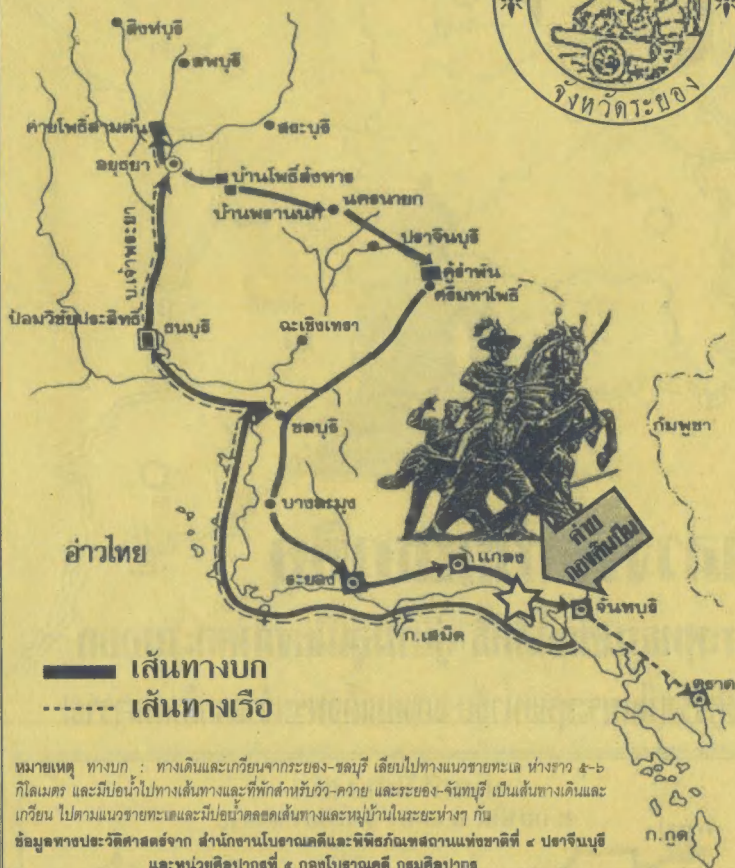 สิงห์บุรี
ลพบุรี
จังหวัดระยอง
ค่ายโพธิ์สามต้น
สระบุรี
อยุธยา
บ้านโพธิ์สังหาร
บ้านพรานนก
นครนายก
ปราจีนบุรี
คู้รำพัน
ศรีมหาโพธิ์
น.เจ้าพระยา
ป้อมวิชัยประสิทธิ์
ธนบุรี
ฉะเชิงเทรา
กัมพูชา
ชลบุรี
บางละมุง
อ่าวไทย
ค่าย
กองหินปืน
แกลง
ระยอง
จันทบุรี
ก.เสม็ด
ตราด
เส้นทางบก
เส้นทางเรือ
หมายเหตุ ทางบก : ทางเดินและเกวียนจากระยอง-ชลบุรี เลียบไปทางแนวชายทะเล ห่างราว ๕-๖
กิโลเมตร และมีบ่อน้ำไปทางเส้นทางและที่พักสำหรับวัว-ควาย และระยอง-จันทบุรี เป็นเส้นทางเดินและ
เกวียน ไปตามแนวชายทะเลและมีบ่อน้ำตลอดเส้นทางและหมู่บ้านในระยะห่างๆ กัน
ข้อมูลทางประวัติศาสตร์จาก สำนักงานโบราณคดีและพิพิธภัณฑสถานแห่งชาติที่ ๔ ปราจีนบุรี
และหน่วยศิลปากรที่ ๕ กองโบราณคดี กรมศิลปากร
ก.กูด